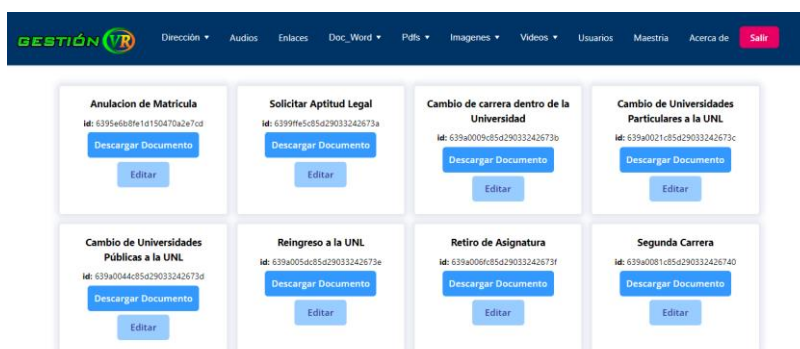 GESTIÓN VR
Dirección ▾ Audios Enlaces Doc_Word ▾ Pdfs ▾ Imagenes ▾ Videos ▾ Usuarios Maestria Acerca de Salir
Anulacion de Matricula
id: 6395e6b8fe1d150470a2e7cd
Descargar Documento
Editar
Solicitar Aptitud Legal
id: 6399ffe5c85d29033242673a
Descargar Documento
Editar
Cambio de carrera dentro de la
Universidad
id: 639a0009c85d29033242673b
Descargar Documento
Editar
Cambio de Universidades
Particulares a la UNL
id: 639a0021c85d29033242673c
Descargar Documento
Editar
Cambio de Universidades
Públicas a la UNL
id: 639a0044c85d29033242673d
Descargar Documento
Editar
Reingreso a la UNL
id: 639a005dc85d29033242673e
Descargar Documento
Editar
Retiro de Asignatura
id: 639a006fc85d29033242673f
Descargar Documento
Editar
Segunda Carrera
id: 639a0081c85d290332426740
Descargar Documento
Editar